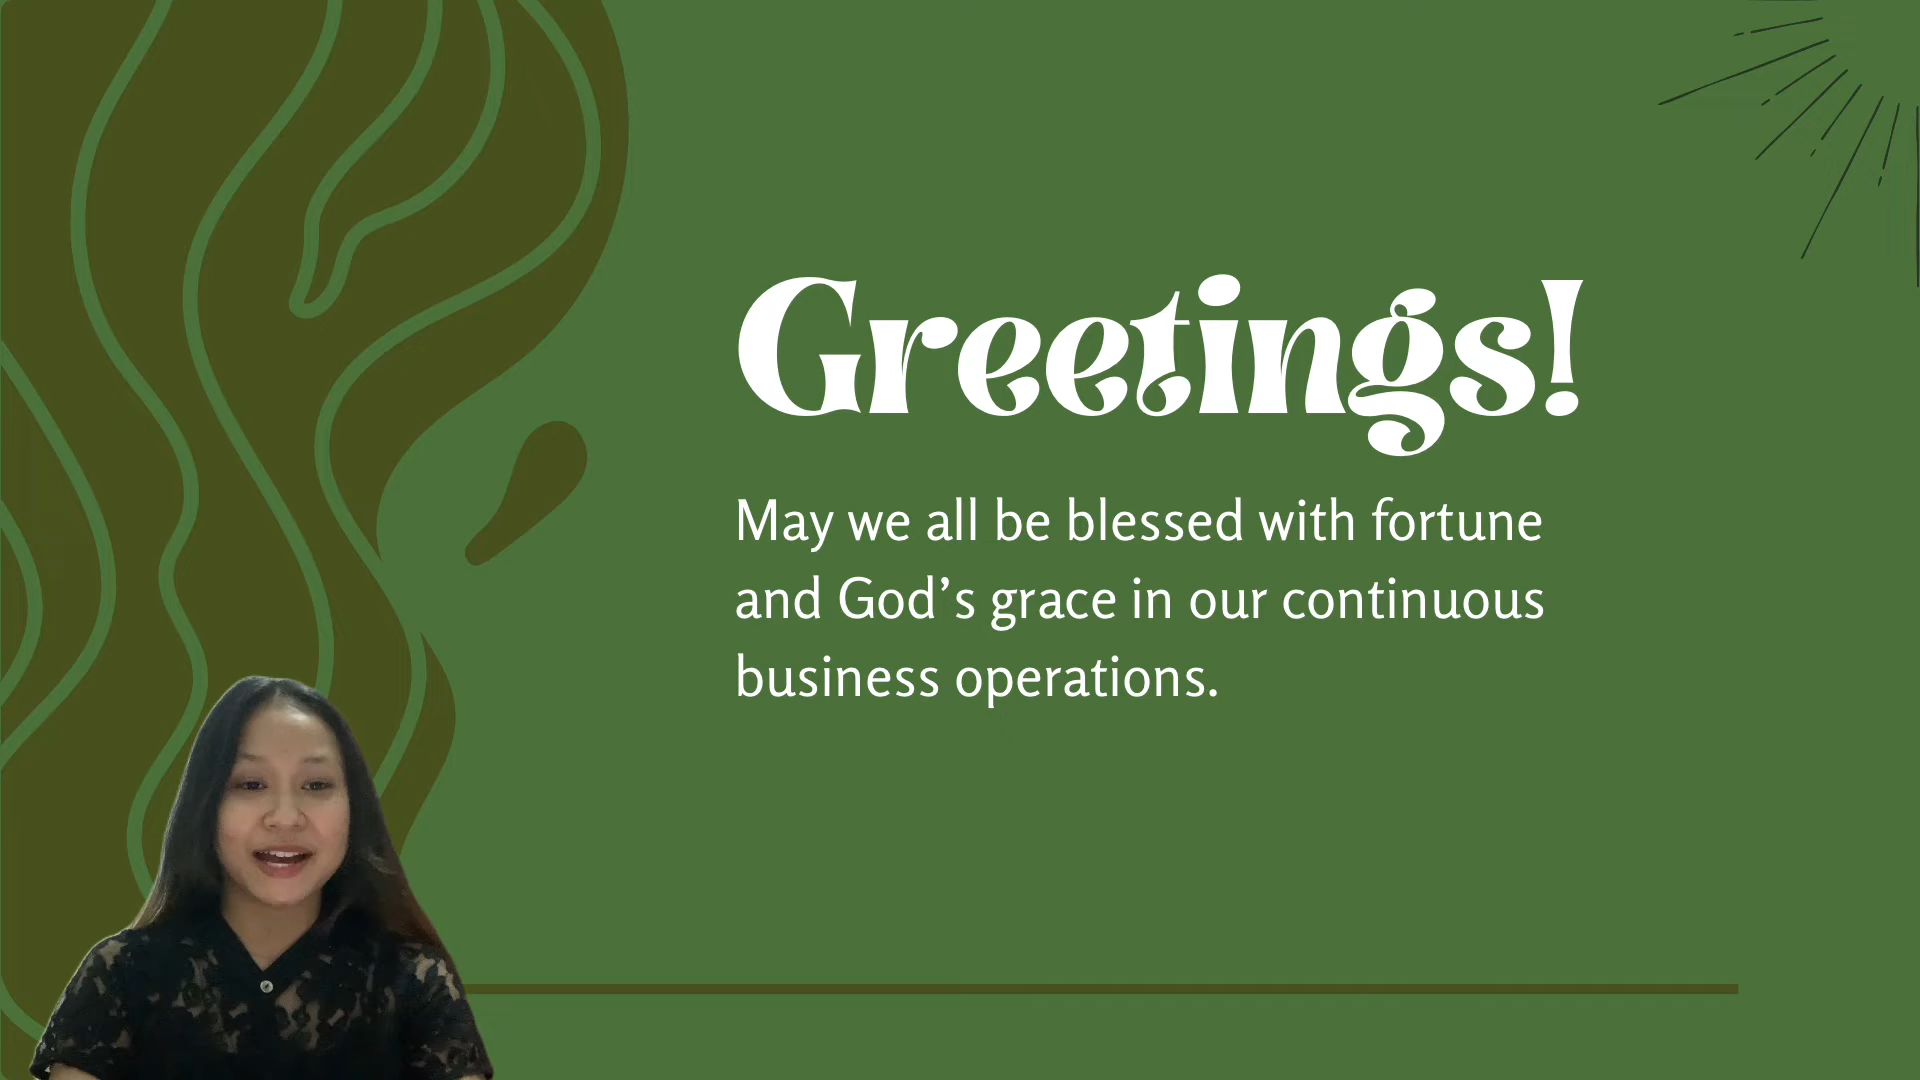 Greetings!
May we all be blessed with fortune
and God’s grace in our continuous
business operations.